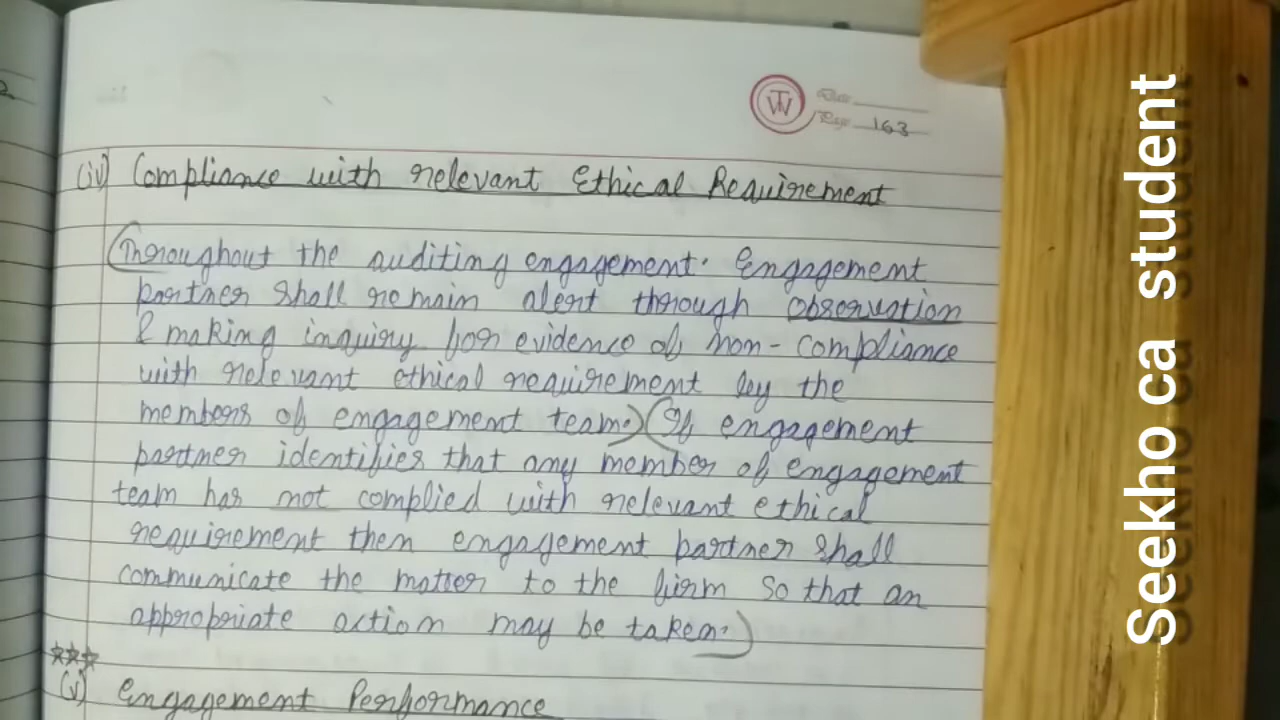 Date
Page 163
(iv) Compliance with relevant Ethical Requirement
(Throughout the auditing engagement. Engagement
partner shall remain alert through observation
& making inquiry for evidence of non-compliance
with relevant ethical requirement by the
members of engagement team.) (If engagement
partner identifies that any member of engagement
team has not complied with relevant ethical
requirement then engagement partner shall
communicate the matter to the firm so that an
appropriate action may be taken.)
***
(v) Engagement Performance
Seekho ca student